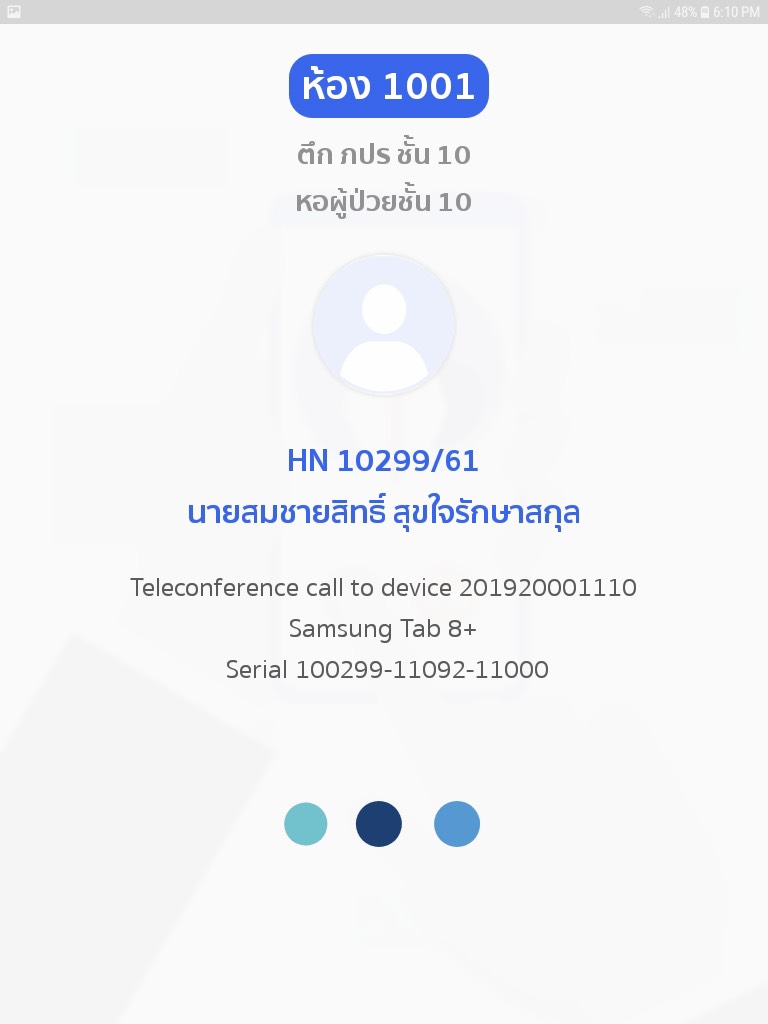 48% 6:10 PM
ห้อง 1001
ตึก ภปร ชั้น 10
หอผู้ป่วยชั้น 10
HN 10299/61
นายสมชายสิทธิ์ สุขใจรักษาสกุล
Teleconference call to device 201920001110
Samsung Tab 8+
Serial 100299-11092-11000